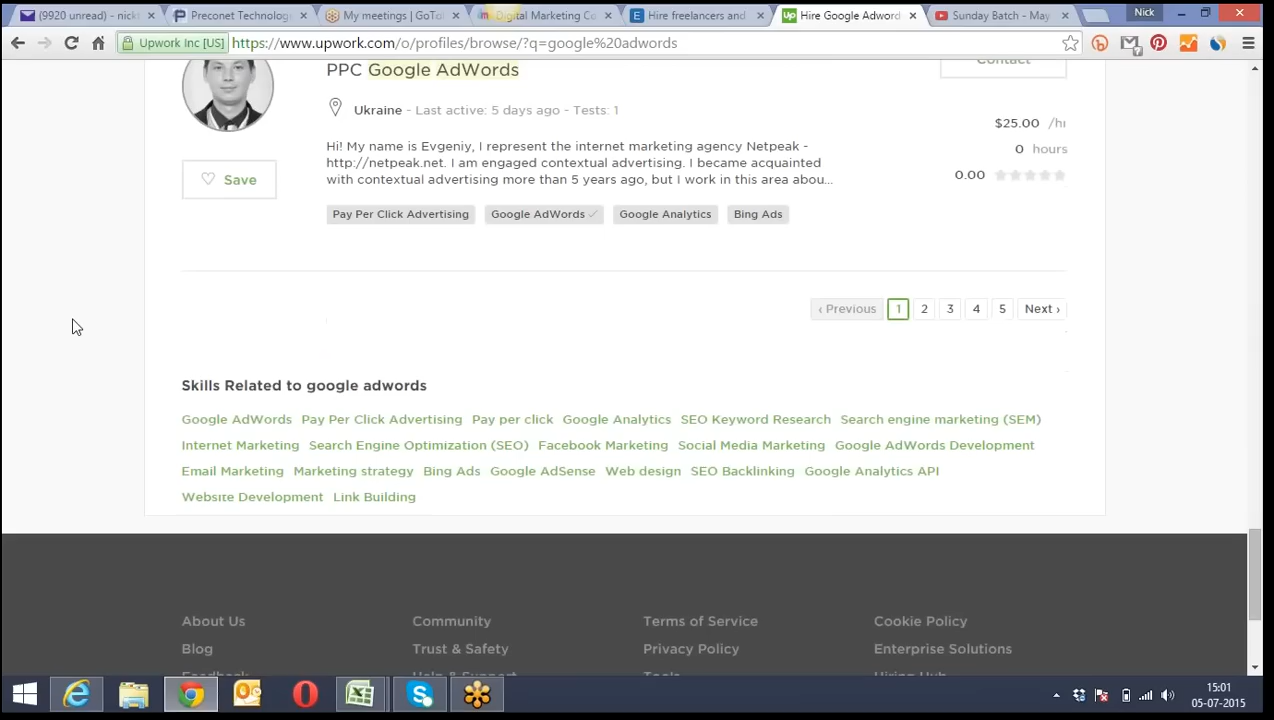 (9920 unread) - nick
Preconet Technolog
My meetings | GoTo
Digital Marketing Co
Hire freelancers and
Hire Google Adword
Sunday Batch - May
Nick
Upwork Inc [US]
https://www.upwork.com/o/profiles/browse/?q=google%20adwords
PPC Google AdWords
Contact
Ukraine - Last active: 5 days ago - Tests: 1
$25.00 /hr
Hi! My name is Evgeniy, I represent the internet marketing agency Netpeak -
http://netpeak.net. I am engaged contextual advertising. I became acquainted
with contextual advertising more than 5 years ago, but I work in this area abou...
0 hours
0.00
Save
Pay Per Click Advertising Google AdWords ✓ Google Analytics Bing Ads
‹ Previous 1 2 3 4 5 Next ›
Skills Related to google adwords
Google AdWords Pay Per Click Advertising Pay per click Google Analytics SEO Keyword Research Search engine marketing (SEM)
Internet Marketing Search Engine Optimization (SEO) Facebook Marketing Social Media Marketing Google AdWords Development
Email Marketing Marketing strategy Bing Ads Google AdSense Web design SEO Backlinking Google Analytics API
Website Development Link Building
About Us Community Terms of Service Cookie Policy
Blog Trust & Safety Privacy Policy Enterprise Solutions
Feedback Help & Support Tools Hiring Hub
15:01
05-07-2015